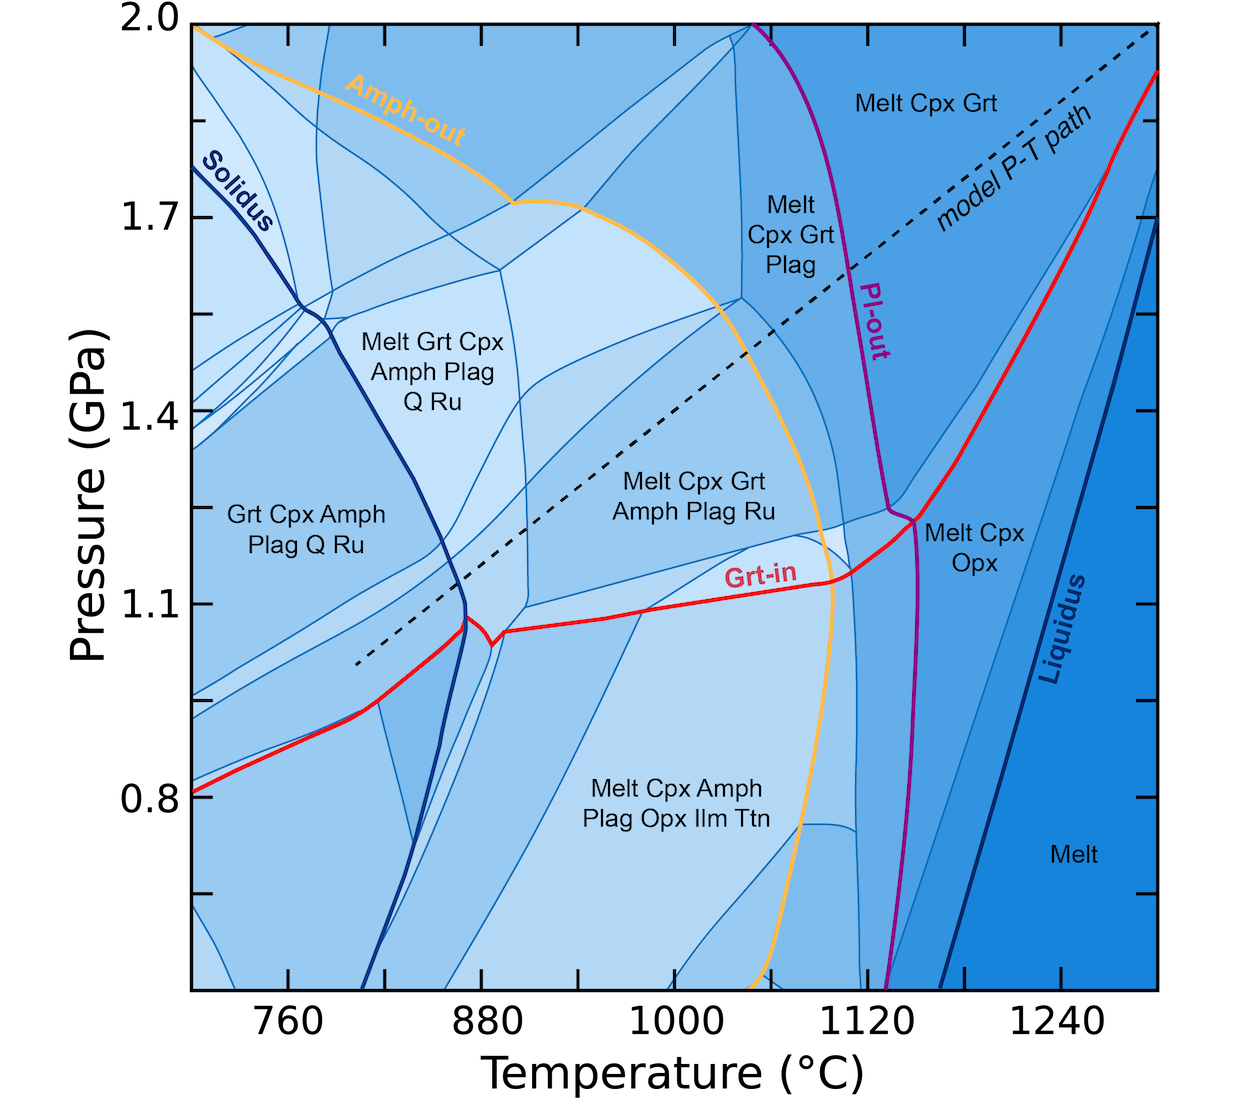 2.0
1.7
1.4
1.1
0.8
Pressure (GPa)
Amph-out
Solidus
Melt Cpx Grt
model P-T path
Melt
Cpx Grt
Plag
Pl-out
Melt Grt Cpx
Amph Plag
Q Ru
Melt Cpx Grt
Amph Plag Ru
Grt Cpx Amph
Plag Q Ru
Melt Cpx
Opx
Grt-in
Liquidus
Melt Cpx Amph
Plag Opx Ilm Ttn
Melt
760 880 1000 1120 1240
Temperature (°C)